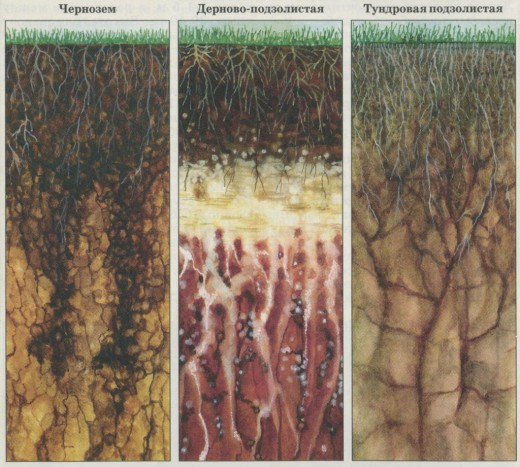 Чернозем
Дерново-подзолистая
Тундровая подзолистая